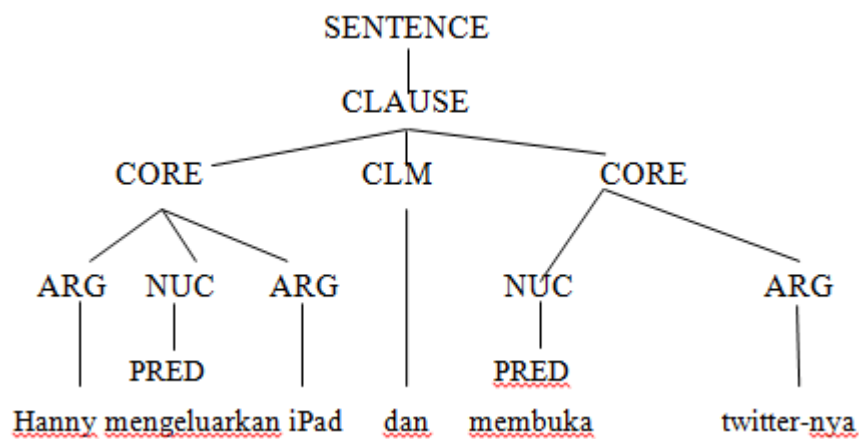 SENTENCE
CLAUSE
CORE CLM CORE
ARG NUC ARG NUC ARG
PRED PRED
Hanny mengeluarkan iPad dan membuka twitter-nya